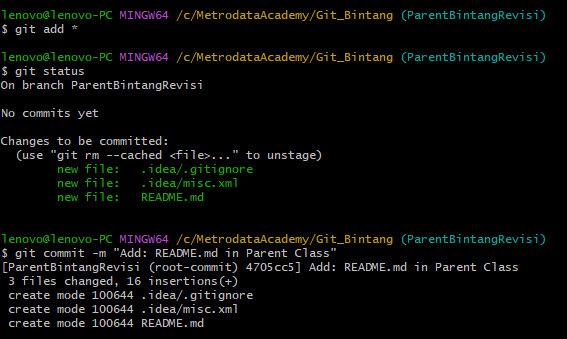 lenovo@lenovo-PC MINGW64 /c/MetrodataAcademy/Git_Bintang (ParentBintangRevisi)
$ git add *
lenovo@lenovo-PC MINGW64 /c/MetrodataAcademy/Git_Bintang (ParentBintangRevisi)
$ git status
On branch ParentBintangRevisi
No commits yet
Changes to be committed:
  (use "git rm --cached <file>..." to unstage)
        new file:   .idea/.gitignore
        new file:   .idea/misc.xml
        new file:   README.md
lenovo@lenovo-PC MINGW64 /c/MetrodataAcademy/Git_Bintang (ParentBintangRevisi)
$ git commit -m "Add: README.md in Parent Class"
[ParentBintangRevisi (root-commit) 4705cc5] Add: README.md in Parent Class
 3 files changed, 16 insertions(+)
 create mode 100644 .idea/.gitignore
 create mode 100644 .idea/misc.xml
 create mode 100644 README.md